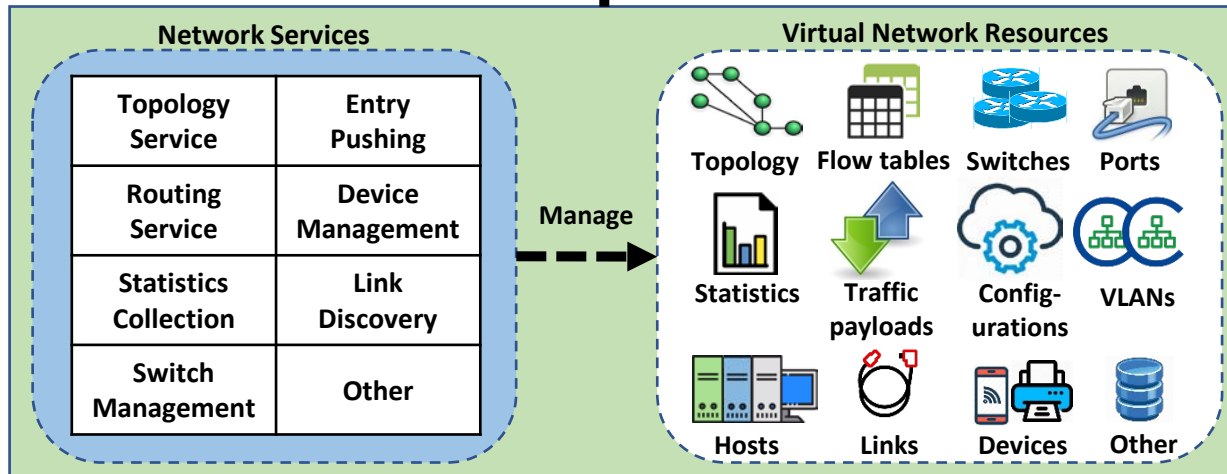 Network Services
Topology
Service
Entry
Pushing
Routing
Service
Device
Management
Statistics
Collection
Link
Discovery
Switch
Management
Other
Manage
Virtual Network Resources
Topology
Flow tables
Switches
Ports
Statistics
Traffic
payloads
Config-
urations
VLANs
Hosts
Links
Devices
Other